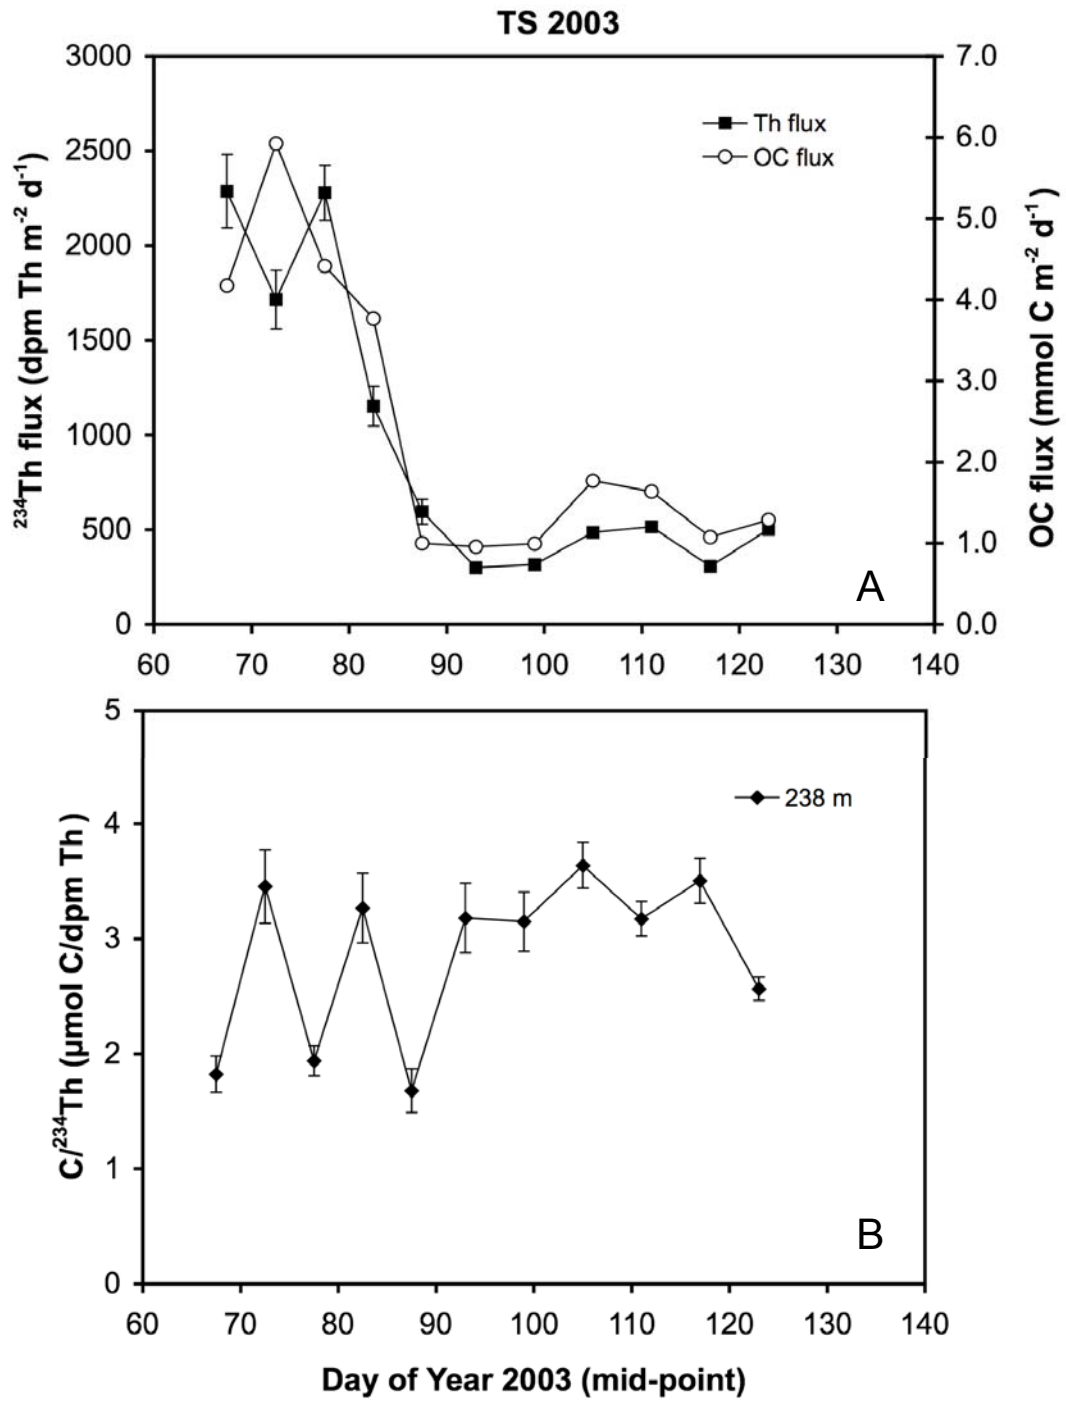 TS 2003
3000
2500
2000
1500
1000
500
0
7.0
6.0
5.0
4.0
3.0
2.0
1.0
0.0
²³⁴Th flux (dpm Th m⁻² d⁻¹)
OC flux (mmol C m⁻² d⁻¹)
Th flux
OC flux
A
60 70 80 90 100 110 120 130 140
5
4
3
2
1
0
C/²³⁴Th (µmol C/dpm Th )
238 m
B
60 70 80 90 100 110 120 130 140
Day of Year 2003 (mid-point)